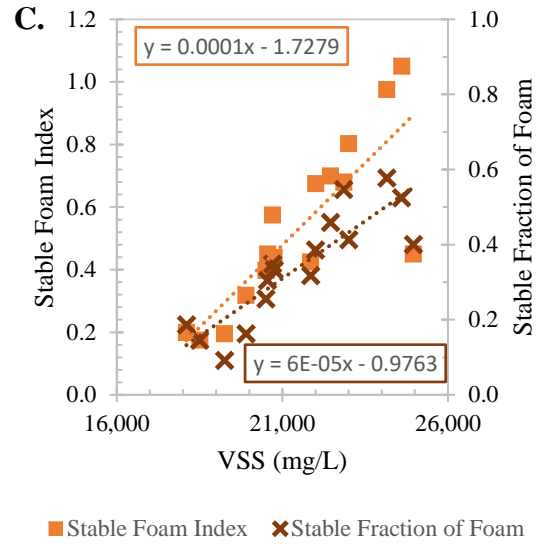 C.
1.2
1.0
0.8
0.6
0.4
0.2
0.0
Stable Foam Index
y = 0.0001x - 1.7279
y = 6E-05x - 0.9763
1.0
0.8
0.6
0.4
0.2
0.0
Stable Fraction of Foam
16,000 21,000 26,000
VSS (mg/L)
Stable Foam Index Stable Fraction of Foam